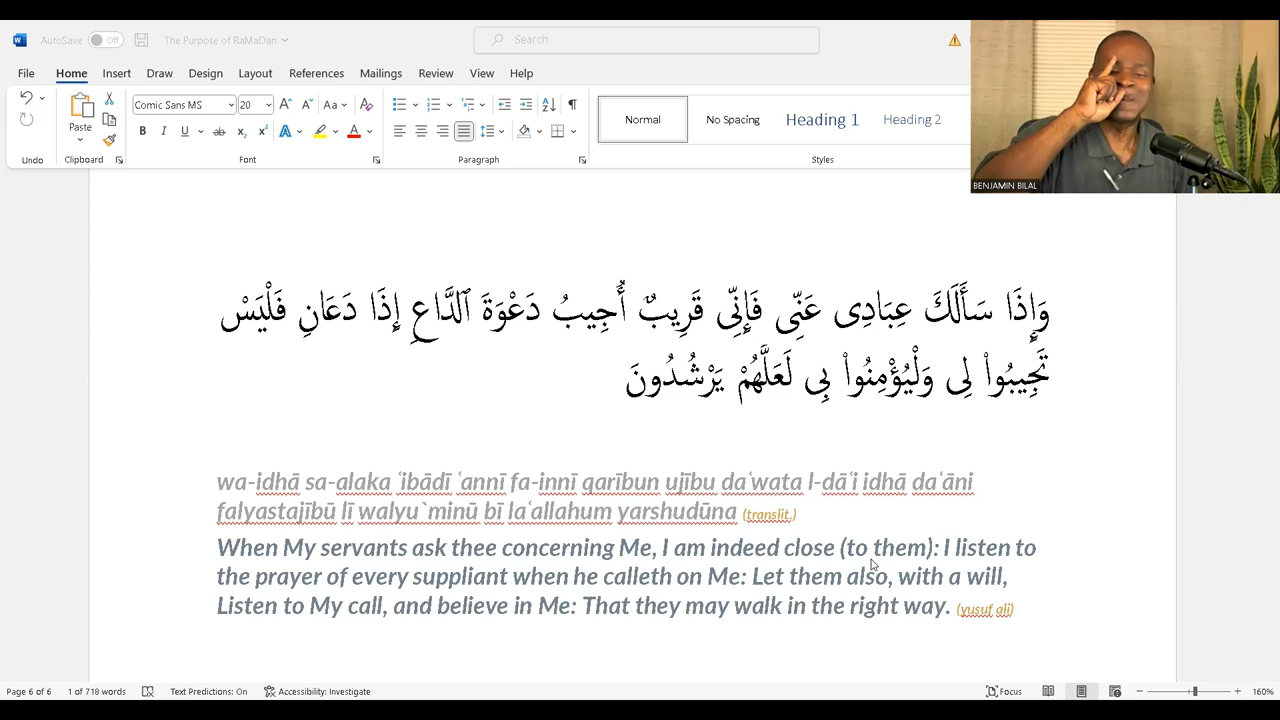 AutoSave Off The Purpose of RaMaDan Search
File Home Insert Draw Design Layout References Mailings Review View Help
Comic Sans MS 20 Aa
Paste B I U ab x₂ x² A A Normal No Spacing Heading 1 Heading 2
Undo Clipboard Font Paragraph Styles
BENJAMIN BILAL
وَإِذَا سَأَلَكَ عِبَادِى عَنِّى فَإِنِّى قَرِيبٌ أُجِيبُ دَعْوَةَ ٱلدَّاعِ إِذَا دَعَانِ فَلْيَسْ
تَجِيبُوا۟ لِى وَلْيُؤْمِنُوا۟ بِى لَعَلَّهُمْ يَرْشُدُونَ
wa-idhā sa-alaka ʿibādī ʿannī fa-innī qarībun ujību daʿwata l-dāʿi idhā daʿāni
falyastajībū lī walyu`minū bī laʿallahum yarshudūna (translit.)
When My servants ask thee concerning Me, I am indeed close (to them): I listen to
the prayer of every suppliant when he calleth on Me: Let them also, with a will,
Listen to My call, and believe in Me: That they may walk in the right way. (yusuf ali)
Page 6 of 6 1 of 718 words Text Predictions: On Accessibility: Investigate Focus 160%